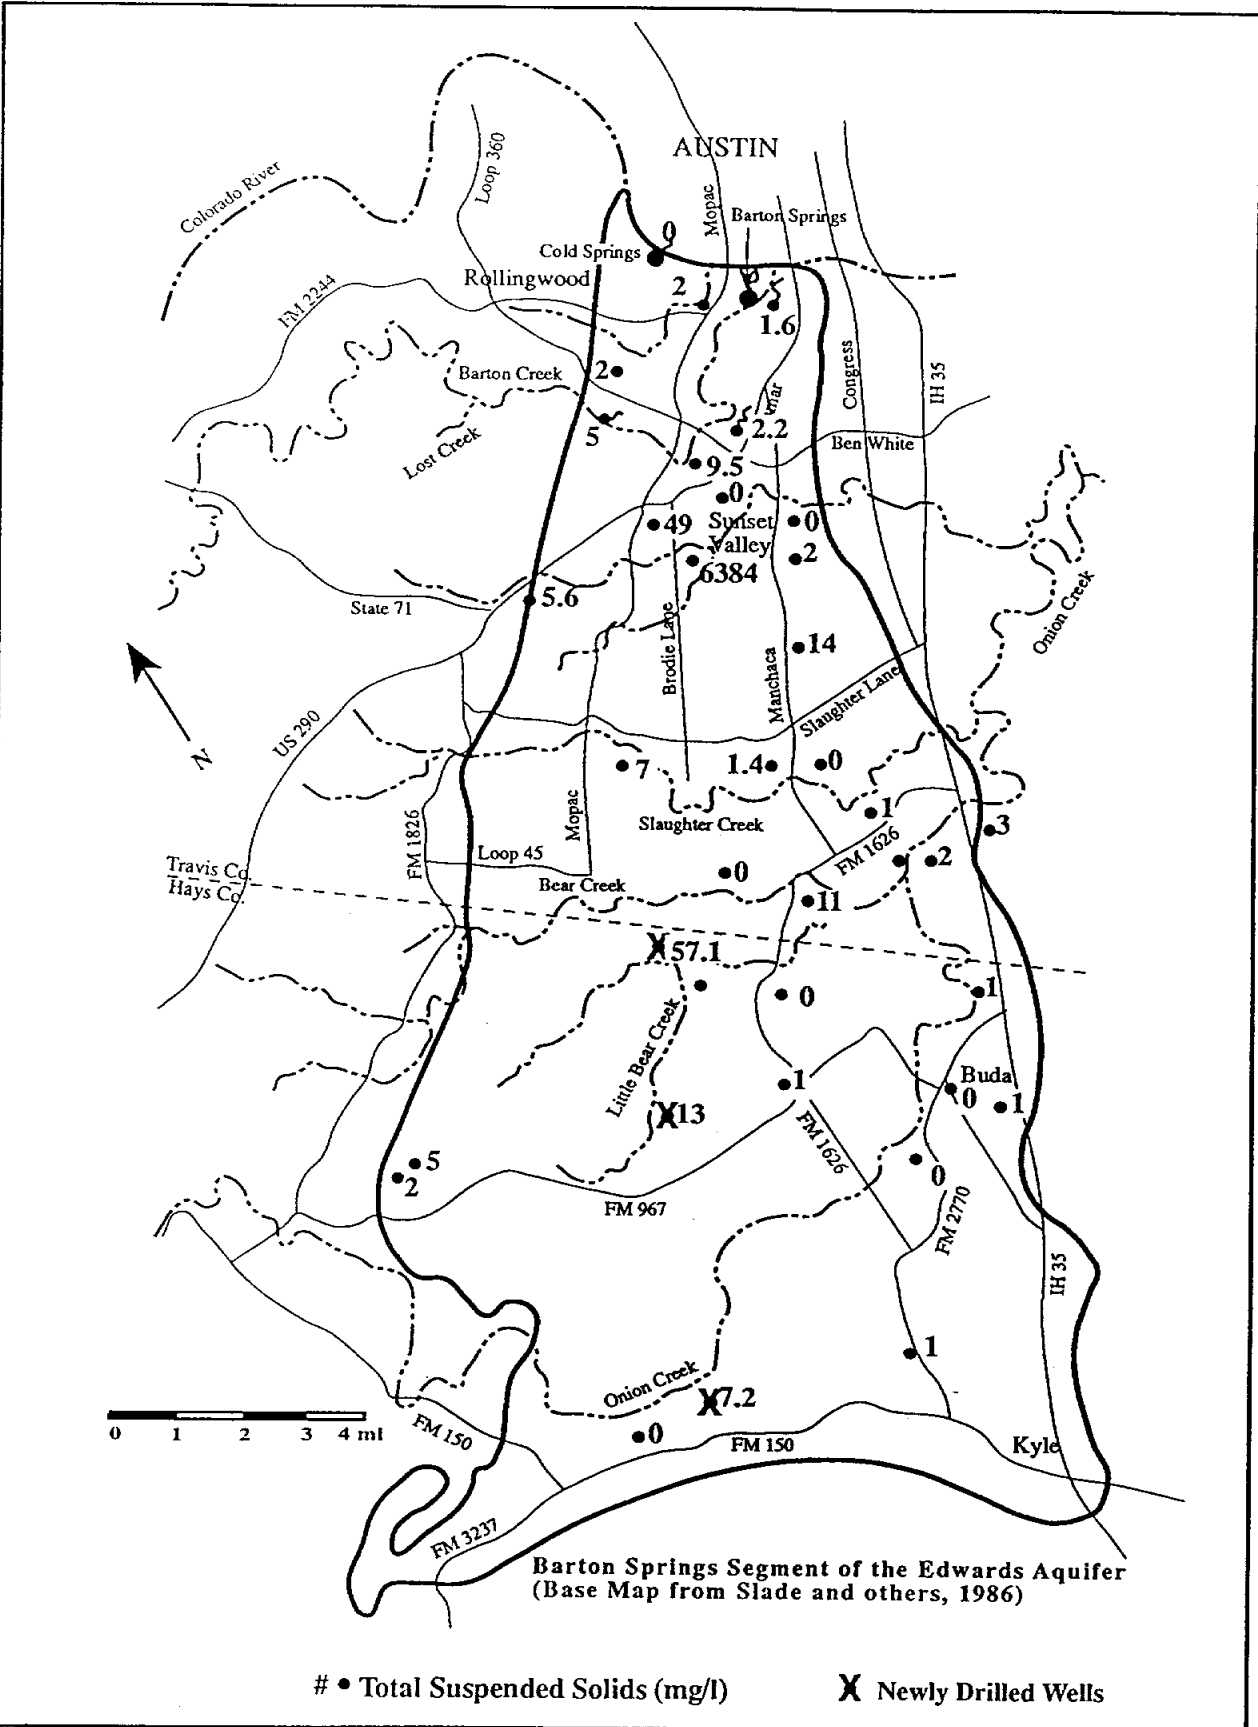 AUSTIN
Loop 360
Colorado River
Mopac
Barton Springs
0
Cold Springs
Rollingwood
2
FM 2244
1.6
Congress
IH 35
2
Barton Creek
5
Lost Creek
2.2
Ben White
9.5
0
49
Sunset
Valley
0
2
6384
5.6
State 71
Onion Creek
Brodie Lane
14
Manchaca
Slaughter Lane
US 290
N
7
1.4
0
1
3
Mopac
Slaughter Creek
FM 1826
Loop 45
FM 1626
2
Travis Co.
Hays Co.
Bear Creek
0
11
57.1
0
1
Little Bear Creek
1
Buda
0
1
13
FM 1626
5
2
0
FM 967
FM 2770
IH 35
1
Onion Creek
7.2
0 1 2 3 4 mi
FM 150
0
FM 150
Kyle
FM 3237
Barton Springs Segment of the Edwards Aquifer
(Base Map from Slade and others, 1986)
# ● Total Suspended Solids (mg/l)
X Newly Drilled Wells